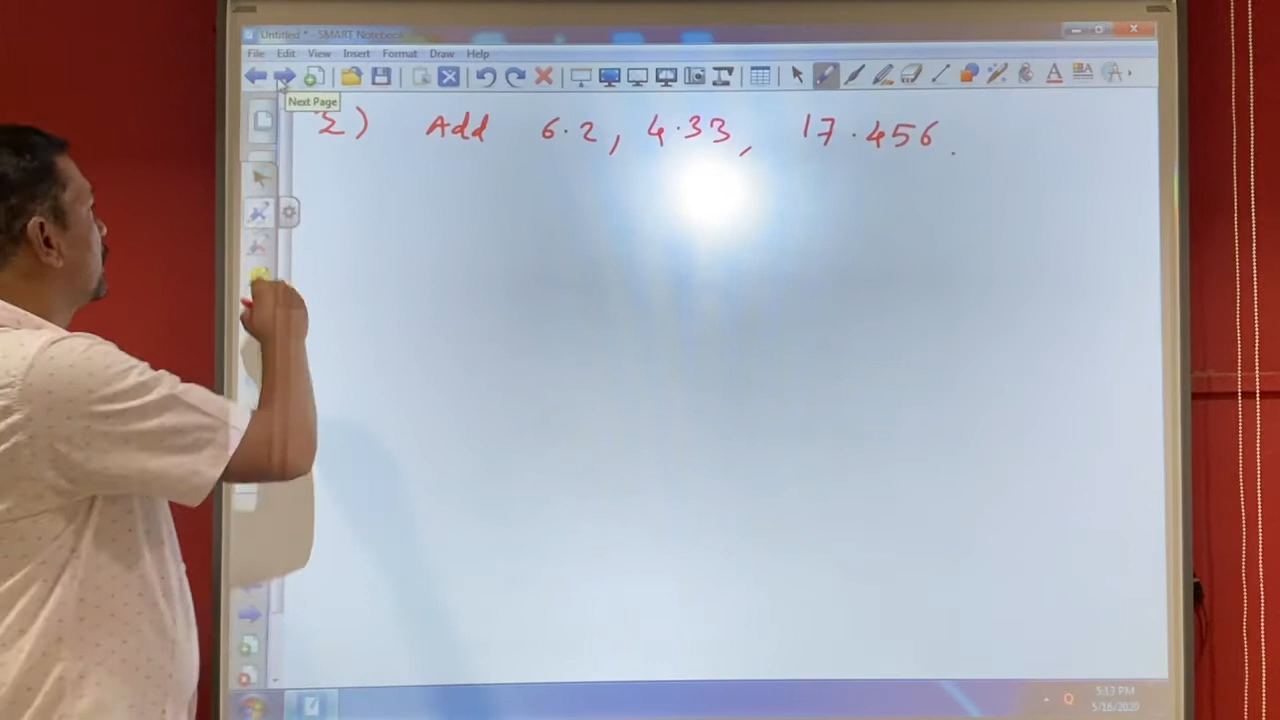 Untitled * - SMART Notebook
File Edit View Insert Format Draw Help
Next Page
2) Add 6.2, 4.33, 17.456.
5:13 PM
5/16/2020